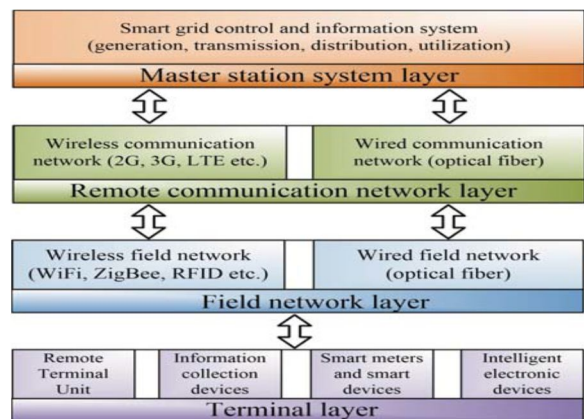 Smart grid control and information system
(generation, transmission, distribution, utilization)
Master station system layer
Wireless communication
network (2G, 3G, LTE etc.)
Wired communication
network (optical fiber)
Remote communication network layer
Wireless field network
(WiFi, ZigBee, RFID etc.)
Wired field network
(optical fiber)
Field network layer
Remote
Terminal
Unit
Information
collection
devices
Smart meters
and smart
devices
Intelligent
electronic
devices
Terminal layer